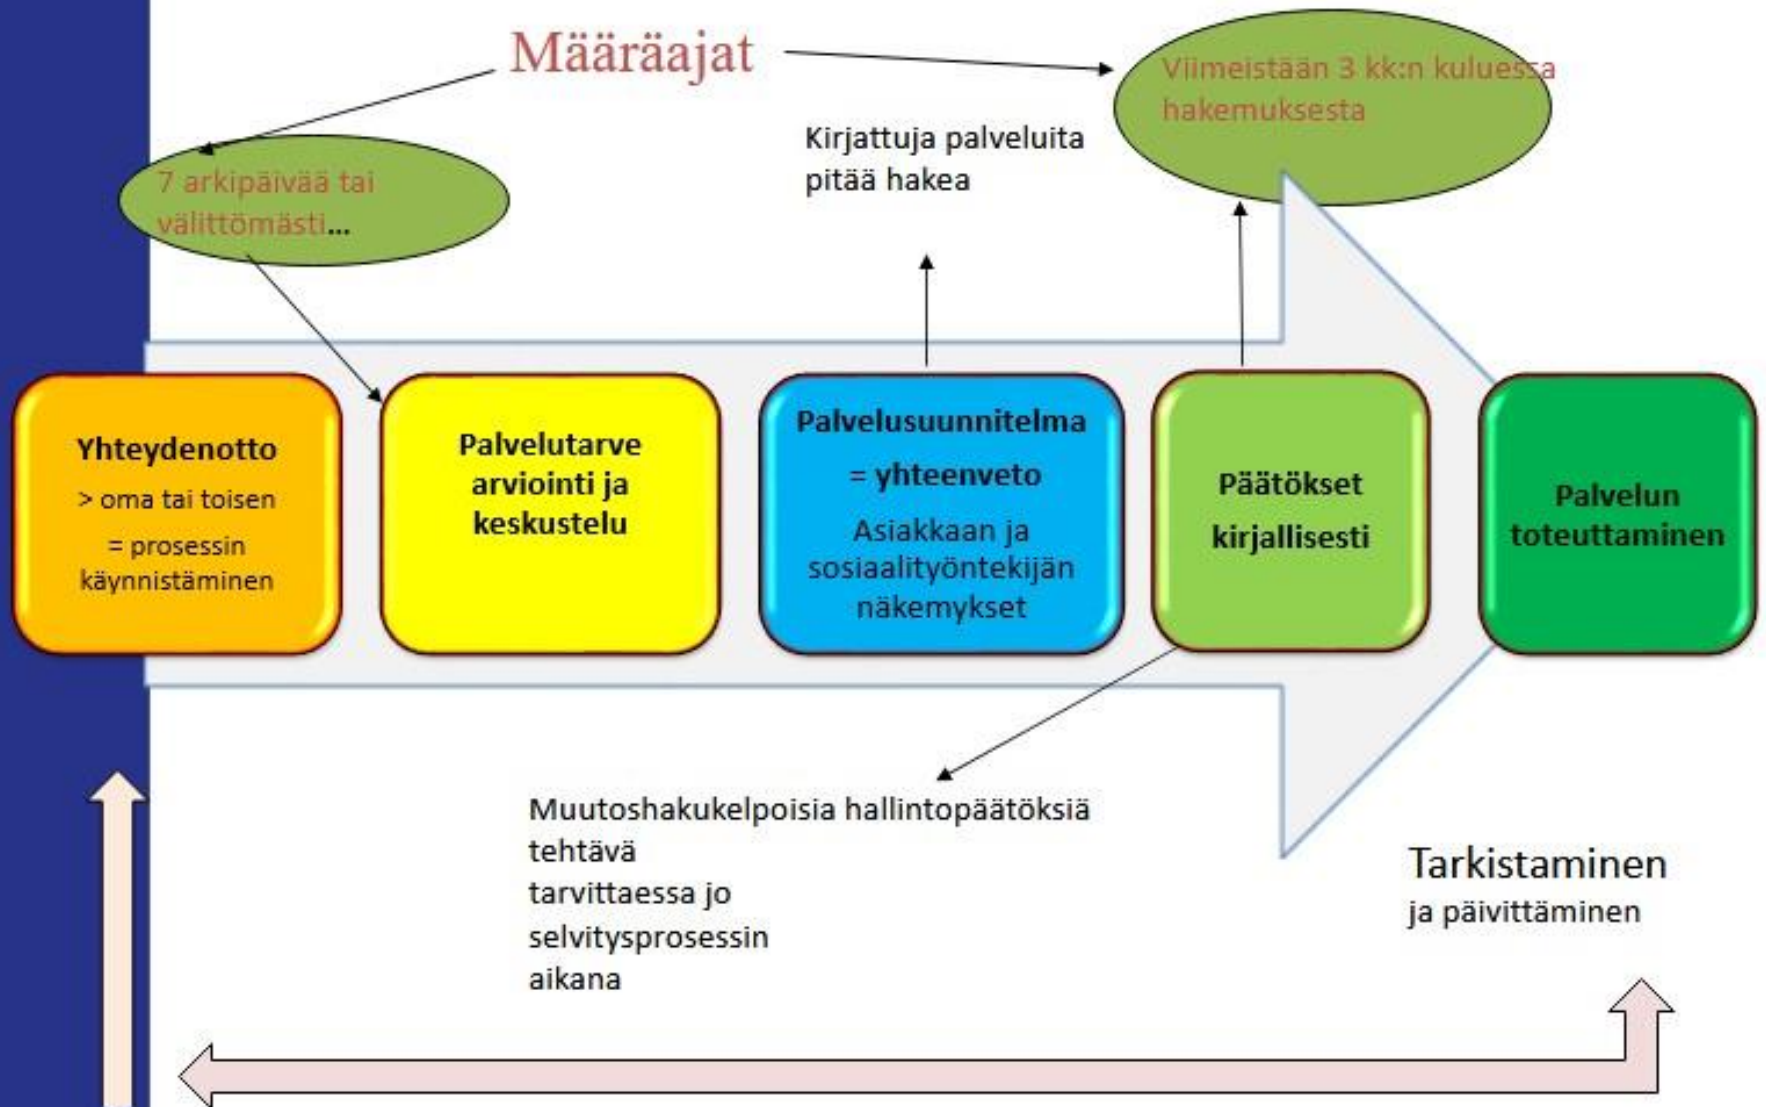 Määräajat
Viimeistään 3 kk:n kuluessa
hakemuksesta
Kirjattuja palveluita
pitää hakea
7 arkipäivää tai
välittömästi...
Yhteydenotto
> oma tai toisen
= prosessin
käynnistäminen
Palvelutarve
arviointi ja
keskustelu
Palvelusuunnitelma
= yhteenveto
Asiakkaan ja
sosiaalityöntekijän
näkemykset
Päätökset
kirjallisesti
Palvelun
toteuttaminen
Muutoshakukelpoisia hallintopäätöksiä
tehtävä
tarvittaessa jo
selvitysprosessin
aikana
Tarkistaminen
ja päivittäminen